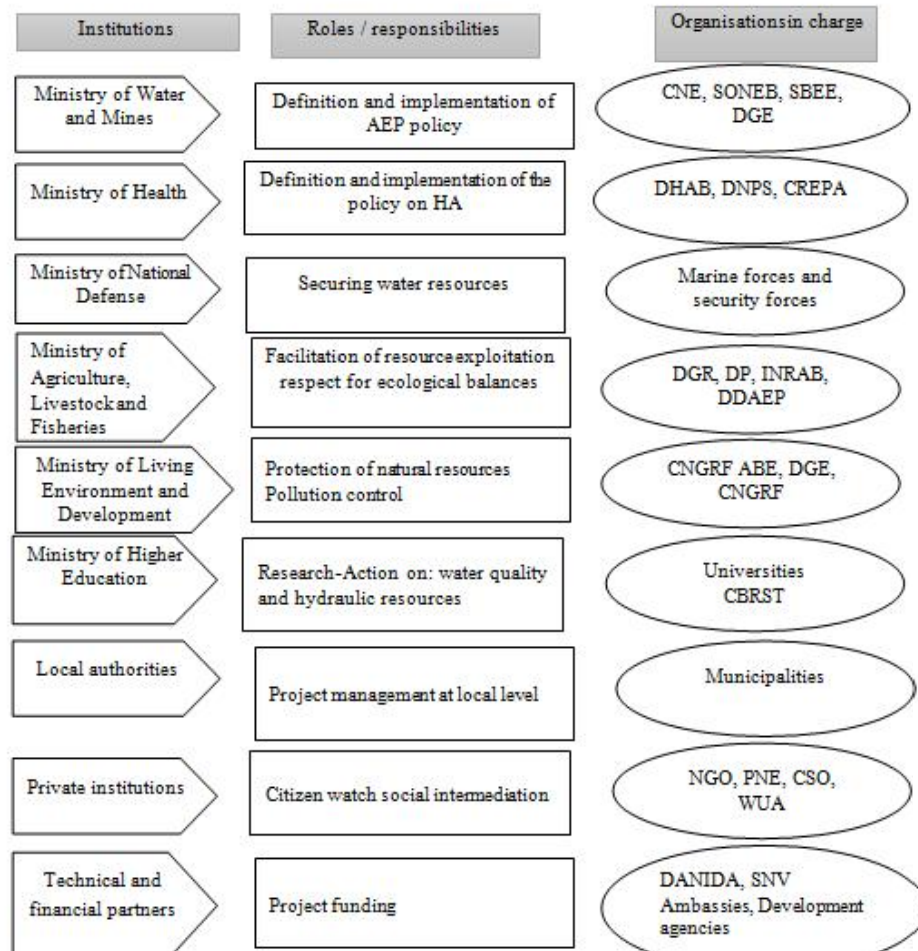 Institutions
Roles / responsibilities
Organisationsin charge
Ministry of Water
and Mines
Definition and implementation of
AEP policy
CNE, SONEB, SBEE,
DGE
Ministry of Health
Definition and implementation of the
policy on HA
DHAB, DNPS, CREPA
Ministry of National
Defense
Securing water resources
Marine forces and
security forces
Ministry of
Agriculture,
Livestock and
Fisheries
Facilitation of resource exploitation
respect for ecological balances
DGR, DP, INRAB,
DDAEP
Ministry of Living
Environment and
Development
Protection of natural resources
Pollution control
CNGRF ABE, DGE,
CNGRF
Ministry of Higher
Education
Research-Action on: water quality
and hydraulic resources
Universities
CBRST
Local authorities
Project management at local level
Municipalities
Private institutions
Citizen watch social intermediation
NGO, PNE, CSO,
WUA
Technical and
financial partners
Project funding
DANIDA, SNV
Ambassies, Development
agencies